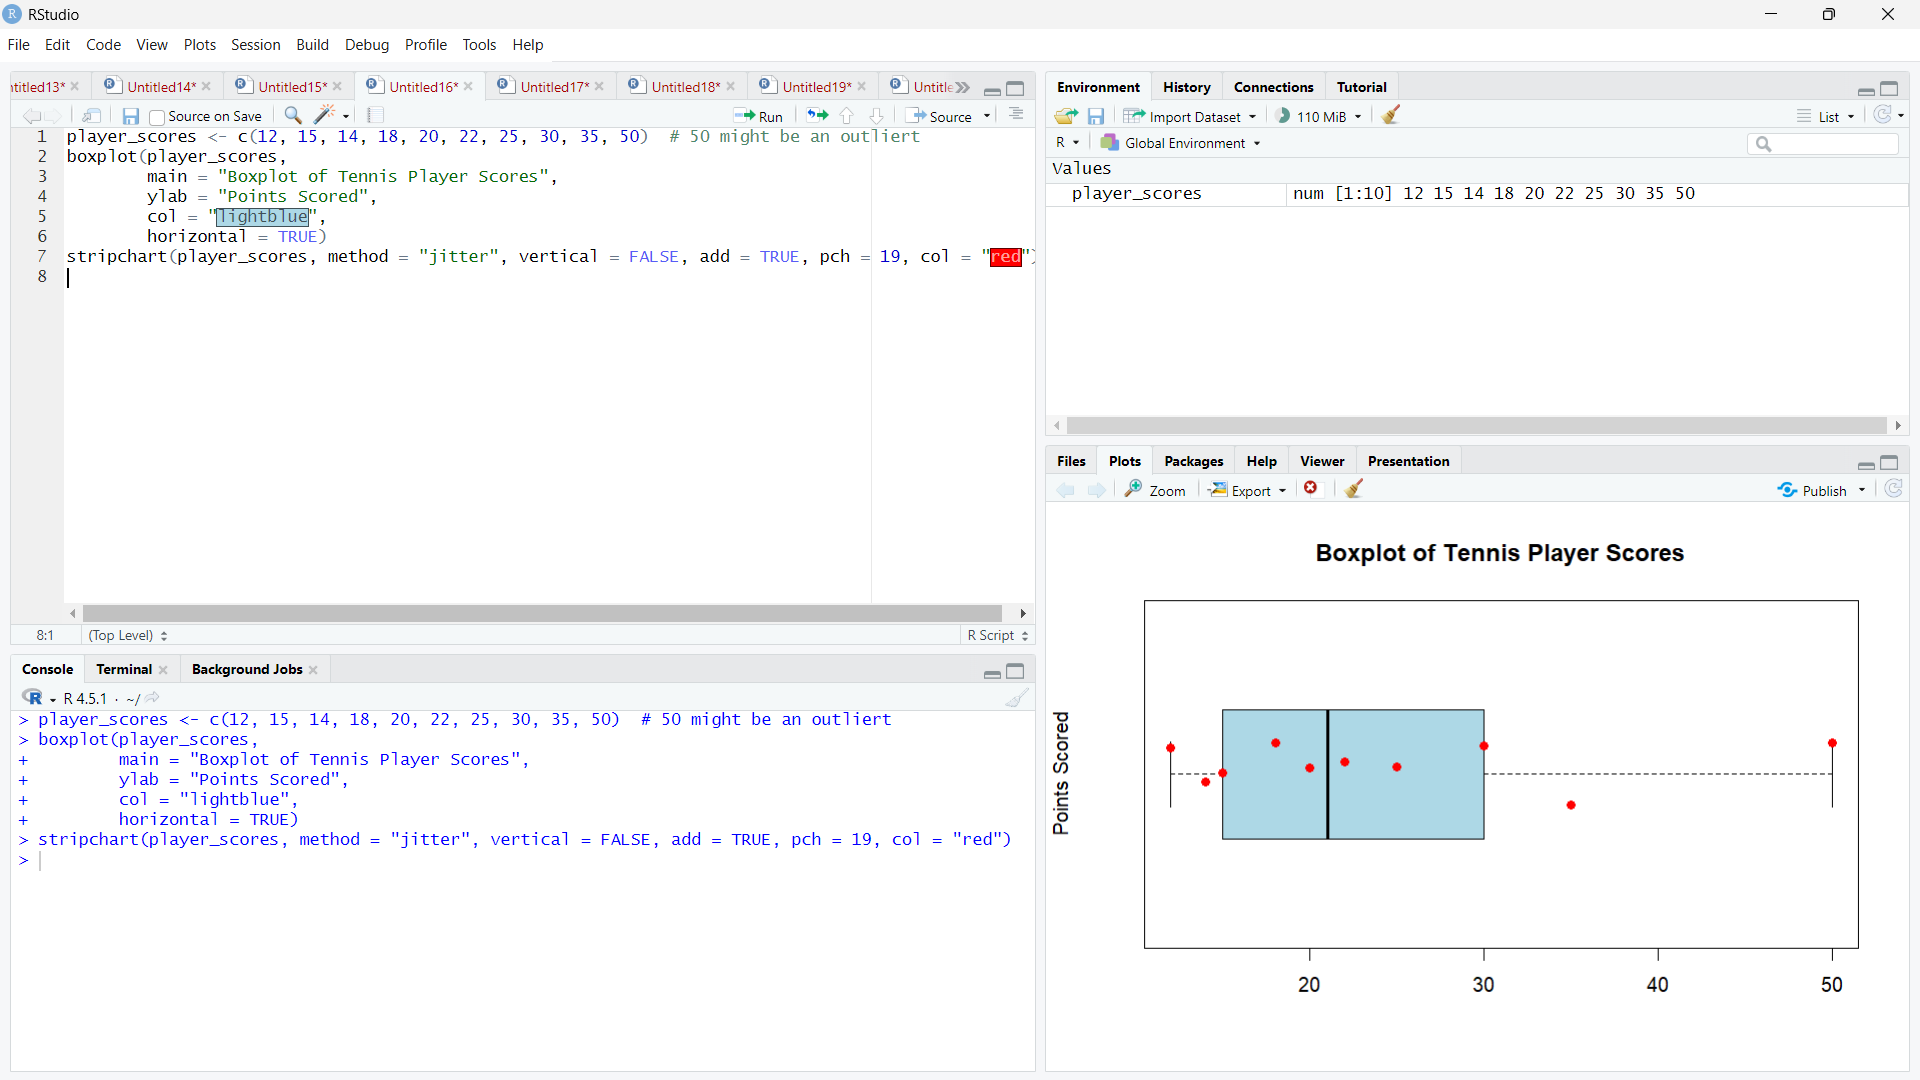 RStudio
File Edit Code View Plots Session Build Debug Profile Tools Help
ntitled13* Untitled14* Untitled15* Untitled16* Untitled17* Untitled18* Untitled19* Untitle
Source on Save Run Source
1 player_scores <- c(12, 15, 14, 18, 20, 22, 25, 30, 35, 50)  # 50 might be an outliert
2 boxplot(player_scores,
3         main = "Boxplot of Tennis Player Scores",
4         ylab = "Points Scored",
5         col = "lightblue",
6         horizontal = TRUE)
7 stripchart(player_scores, method = "jitter", vertical = FALSE, add = TRUE, pch = 19, col = "red")
8
8:1 (Top Level) R Script
Console Terminal Background Jobs
R 4.5.1 · ~/
> player_scores <- c(12, 15, 14, 18, 20, 22, 25, 30, 35, 50)  # 50 might be an outliert
> boxplot(player_scores,
+         main = "Boxplot of Tennis Player Scores",
+         ylab = "Points Scored",
+         col = "lightblue",
+         horizontal = TRUE)
> stripchart(player_scores, method = "jitter", vertical = FALSE, add = TRUE, pch = 19, col = "red")
>
Environment History Connections Tutorial
Import Dataset 110 MiB List
R Global Environment
Values
player_scores num [1:10] 12 15 14 18 20 22 25 30 35 50
Files Plots Packages Help Viewer Presentation
Zoom Export Publish
Boxplot of Tennis Player Scores
Points Scored
20 30 40 50